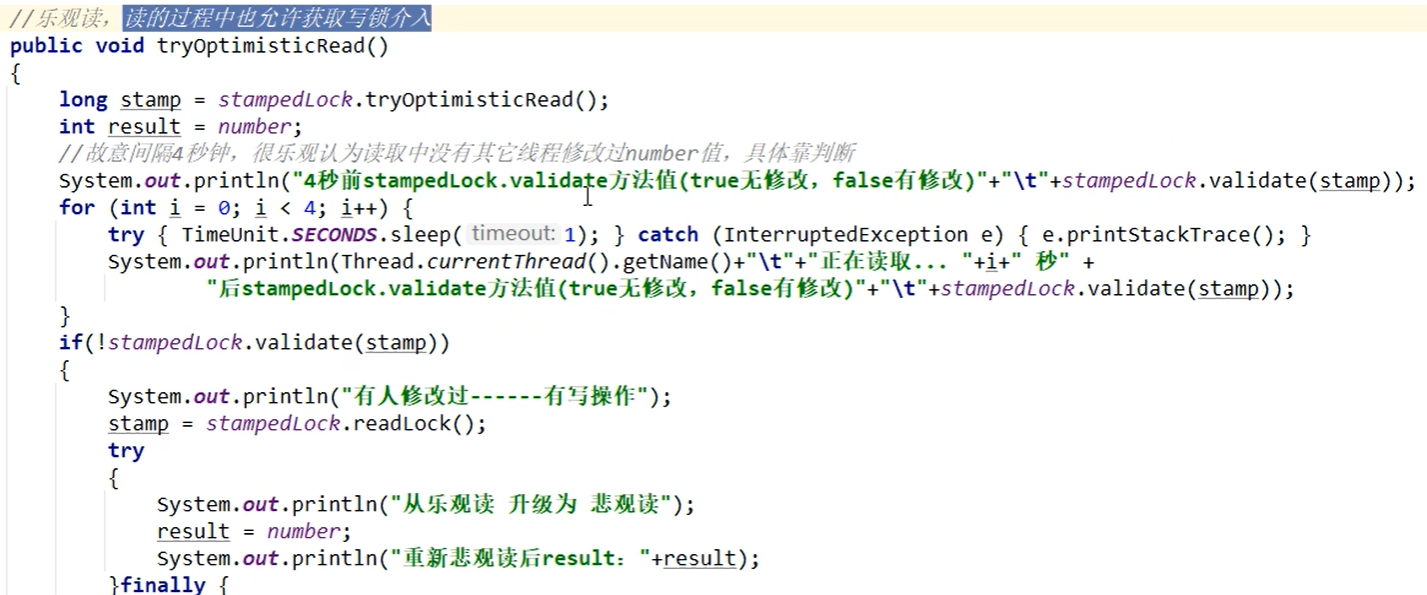 //乐观读，读的过程中也允许获取写锁介入
public void tryOptimisticRead()
{
    long stamp = stampedLock.tryOptimisticRead();
    int result = number;
    //故意间隔4秒钟，很乐观认为读取中没有其它线程修改过number值，具体靠判断
    System.out.println("4秒前stampedLock.validate方法值(true无修改，false有修改)"+"\t"+stampedLock.validate(stamp));
    for (int i = 0; i < 4; i++) {
        try { TimeUnit.SECONDS.sleep( timeout: 1); } catch (InterruptedException e) { e.printStackTrace(); }
        System.out.println(Thread.currentThread().getName()+"\t"+"正在读取... "+i+" 秒" +
                "后stampedLock.validate方法值(true无修改，false有修改)"+"\t"+stampedLock.validate(stamp));
    }
    if(!stampedLock.validate(stamp))
    {
        System.out.println("有人修改过------有写操作");
        stamp = stampedLock.readLock();
        try
        {
            System.out.println("从乐观读 升级为 悲观读");
            result = number;
            System.out.println("重新悲观读后result："+result);
        }finally {